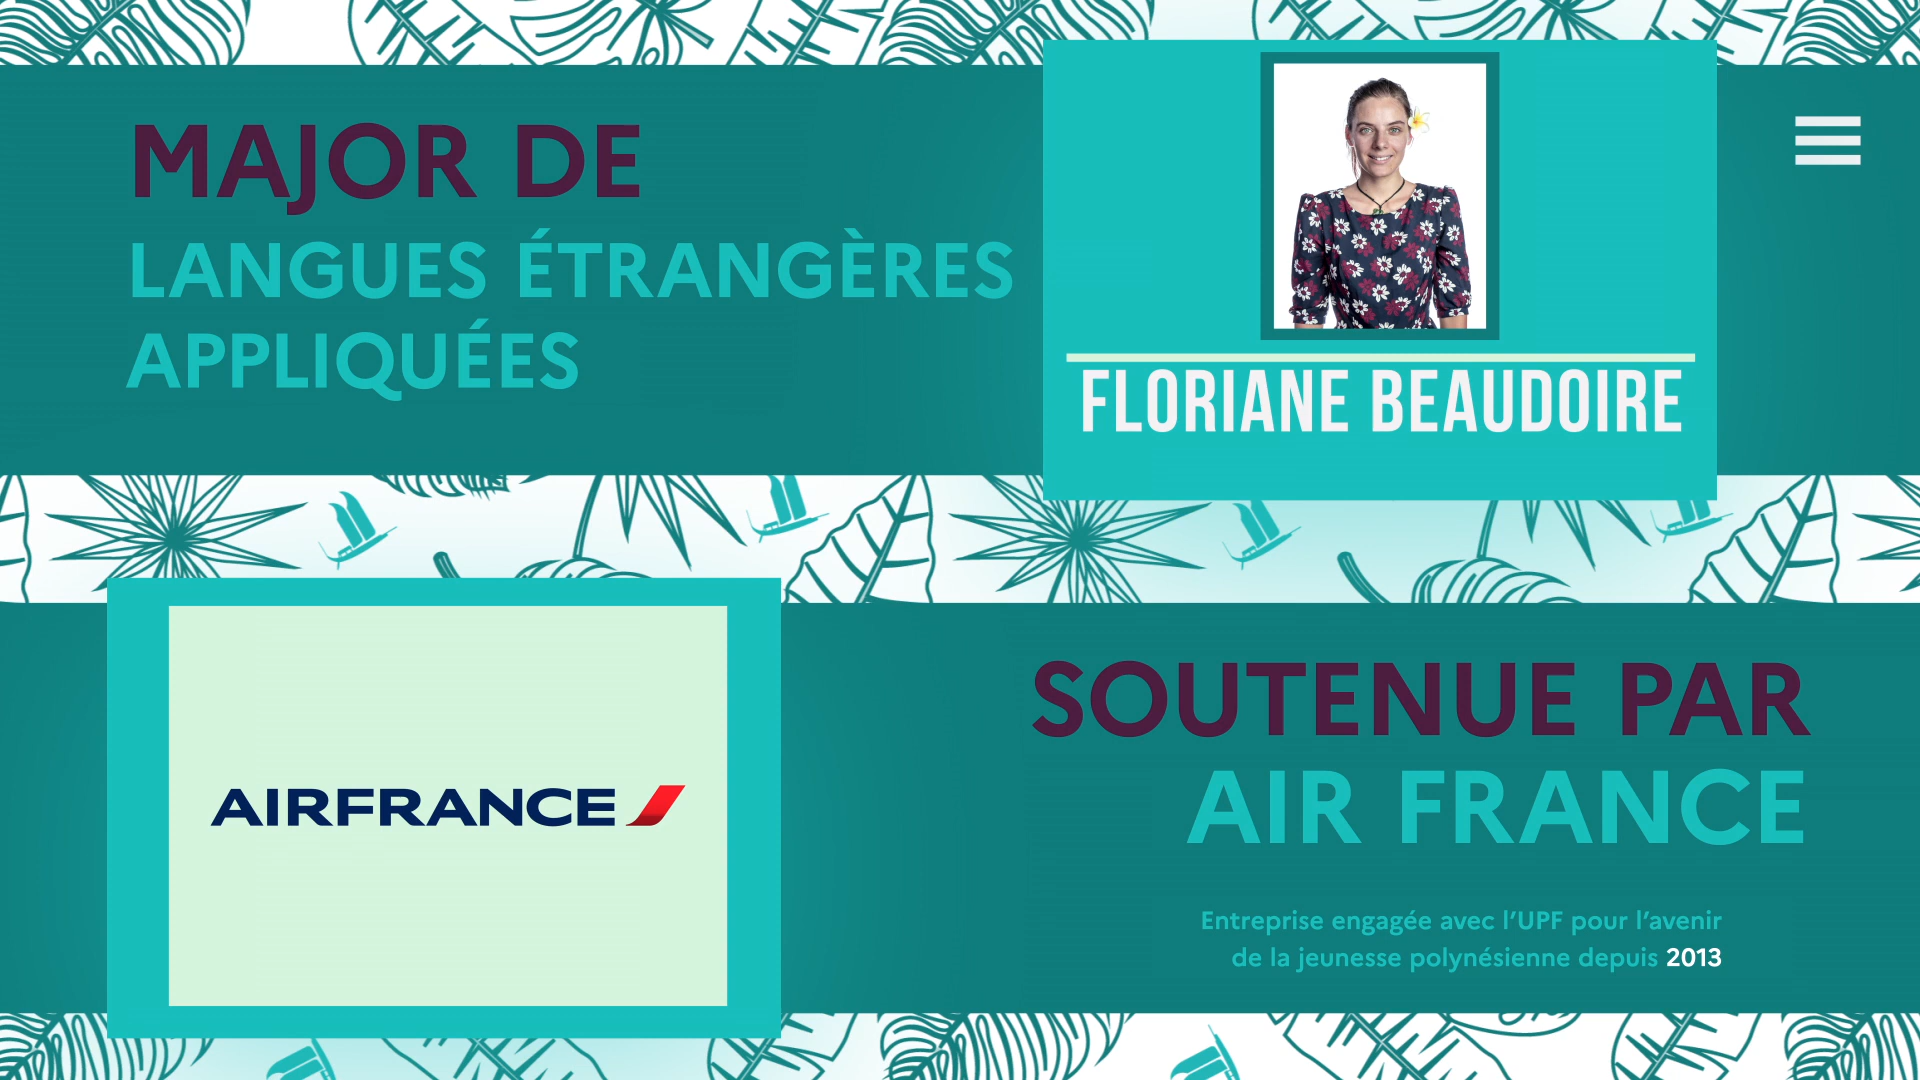 MAJOR DE
LANGUES ÉTRANGÈRES
APPLIQUÉES
FLORIANE BEAUDOIRE
AIRFRANCE
SOUTENUE PAR
AIR FRANCE
Entreprise engagée avec l'UPF pour l'avenir
de la jeunesse polynésienne depuis 2013